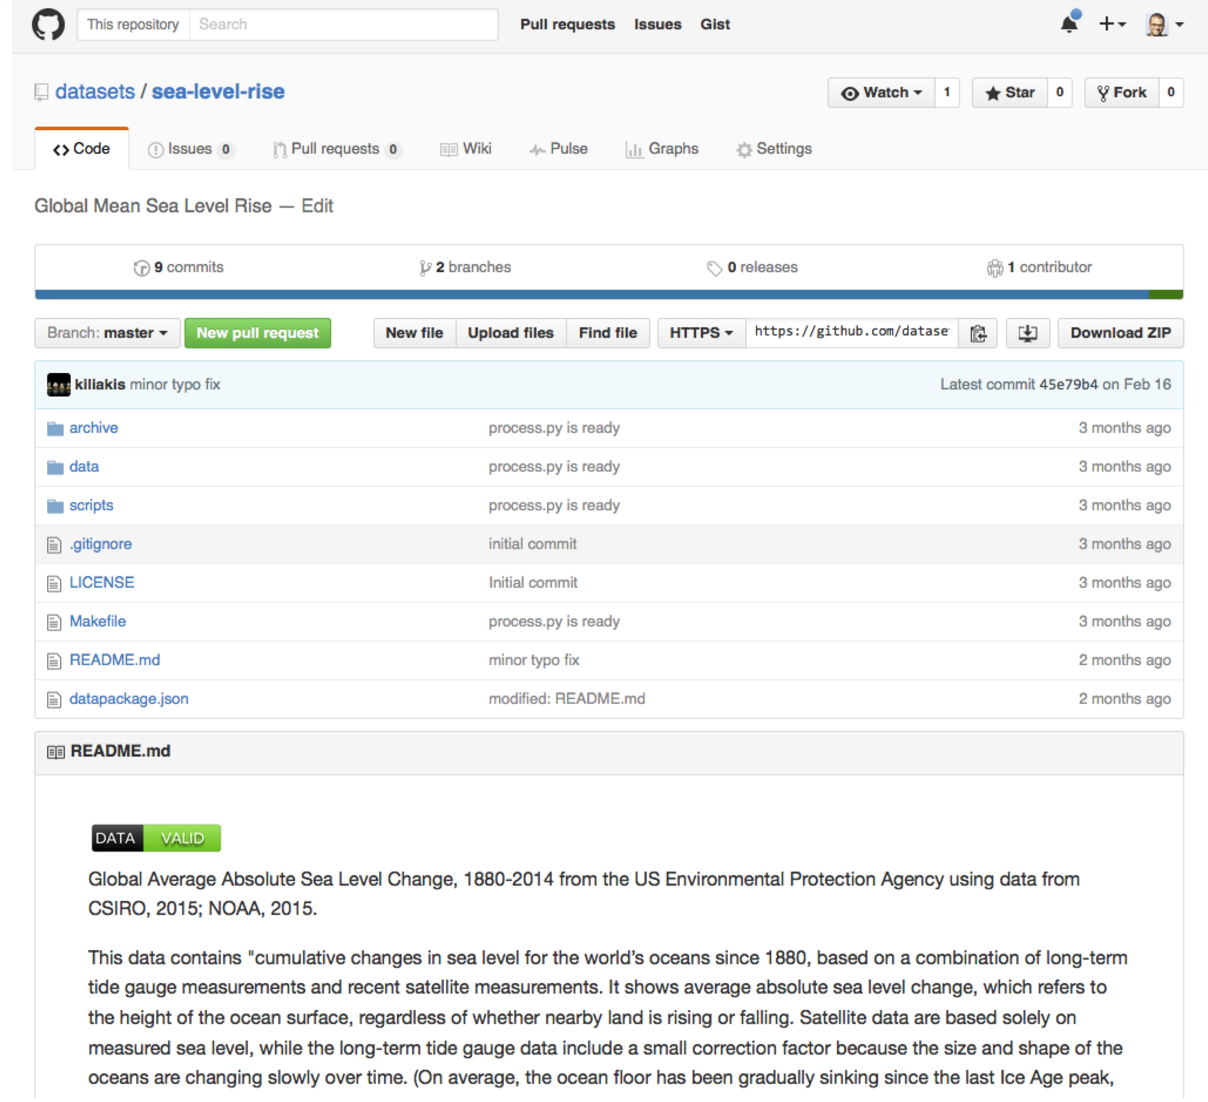 This repository Search Pull requests Issues Gist
datasets / sea-level-rise Watch 1 Star 0 Fork 0
Code Issues 0 Pull requests 0 Wiki Pulse Graphs Settings
Global Mean Sea Level Rise — Edit
9 commits 2 branches 0 releases 1 contributor
Branch: master New pull request New file Upload files Find file HTTPS https://github.com/datase Download ZIP
kiliakis minor typo fix Latest commit 45e79b4 on Feb 16
archive process.py is ready 3 months ago
data process.py is ready 3 months ago
scripts process.py is ready 3 months ago
.gitignore initial commit 3 months ago
LICENSE Initial commit 3 months ago
Makefile process.py is ready 3 months ago
README.md minor typo fix 2 months ago
datapackage.json modified: README.md 2 months ago
README.md
DATA VALID
Global Average Absolute Sea Level Change, 1880-2014 from the US Environmental Protection Agency using data from
CSIRO, 2015; NOAA, 2015.
This data contains "cumulative changes in sea level for the world’s oceans since 1880, based on a combination of long-term
tide gauge measurements and recent satellite measurements. It shows average absolute sea level change, which refers to
the height of the ocean surface, regardless of whether nearby land is rising or falling. Satellite data are based solely on
measured sea level, while the long-term tide gauge data include a small correction factor because the size and shape of the
oceans are changing slowly over time. (On average, the ocean floor has been gradually sinking since the last Ice Age peak,